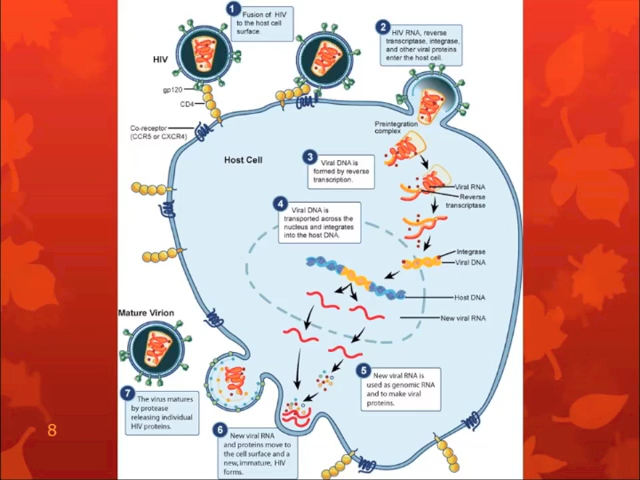 1
Fusion of HIV
to the host cell
surface.
2
HIV RNA, reverse
transcriptase, integrase,
and other viral proteins
enter the host cell.
HIV
gp120
CD4
Co-receptor
(CCR5 or CXCR4)
Preintegration
complex
Host Cell
3
Viral DNA is
formed by reverse
transcription.
Viral RNA
Reverse
transcriptase
4
Viral DNA is
transported across the
nucleus and integrates
into the host DNA.
Integrase
Viral DNA
Host DNA
New viral RNA
Mature Virion
5
New viral RNA is
used as genomic RNA
and to make viral
proteins.
7
The virus matures
by protease
releasing individual
HIV proteins.
6
New viral RNA
and proteins move to
the cell surface and a
new, immature, HIV
forms.
8